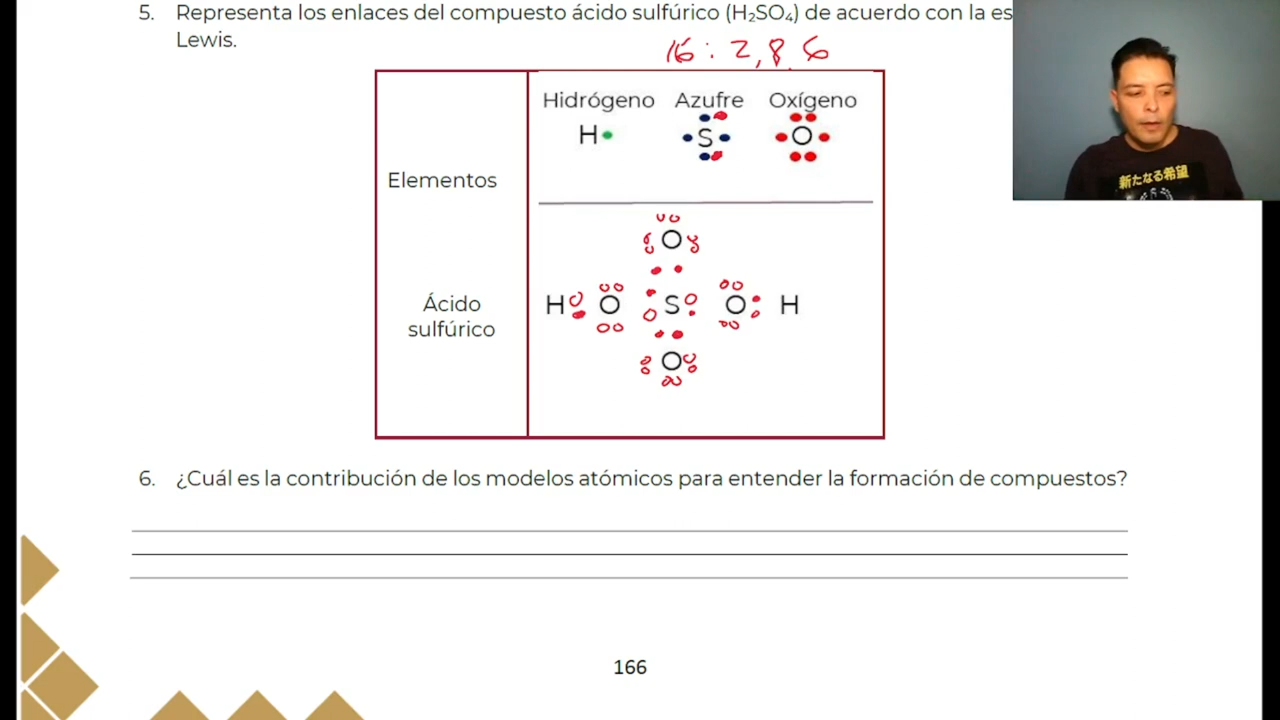 5. Representa los enlaces del compuesto ácido sulfúrico (H₂SO₄) de acuerdo con la es
Lewis.
16: 2,8,6
Hidrógeno Azufre Oxígeno
H S O
Elementos
O
H O S O H
Ácido
sulfúrico
O
新たなる希望
6. ¿Cuál es la contribución de los modelos atómicos para entender la formación de compuestos?
166